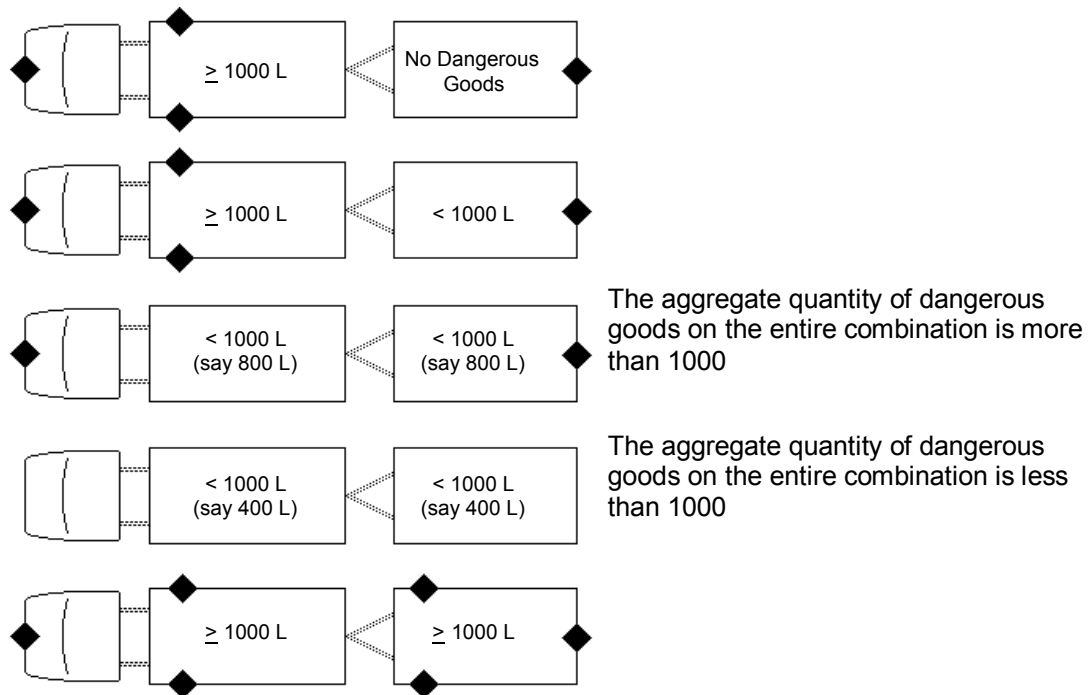 ≥ 1000 L
No Dangerous
Goods
≥ 1000 L
< 1000 L
< 1000 L
(say 800 L)
< 1000 L
(say 800 L)
The aggregate quantity of dangerous
goods on the entire combination is more
than 1000
< 1000 L
(say 400 L)
< 1000 L
(say 400 L)
The aggregate quantity of dangerous
goods on the entire combination is less
than 1000
≥ 1000 L
≥ 1000 L